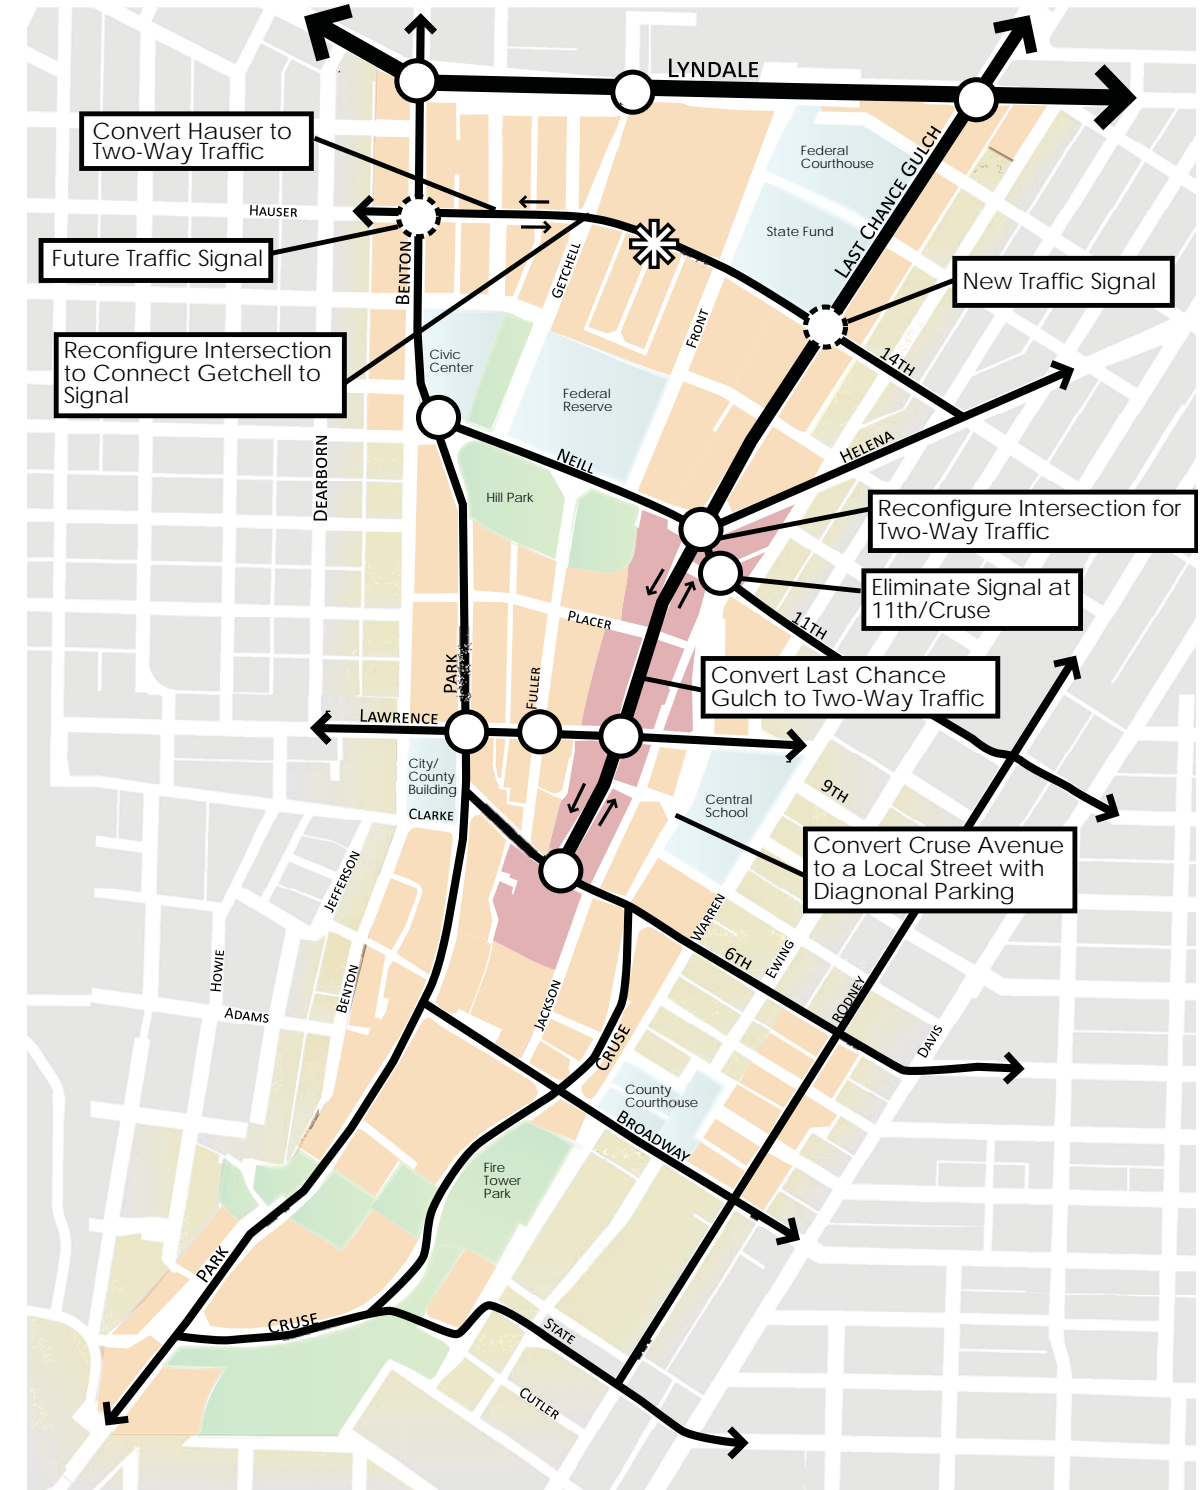 LYNDALE
Convert Hauser to
Two-Way Traffic
Federal
Courthouse
LAST CHANCE GULCH
HAUSER
State Fund
Future Traffic Signal
BENTON
GETCHELL
New Traffic Signal
FRONT
Reconfigure Intersection
to Connect Getchell to
Signal
Civic
Center
14TH
Federal
Reserve
HELENA
DEARBORN
NEILL
Hill Park
Reconfigure Intersection for
Two-Way Traffic
Eliminate Signal at
11th/Cruse
PLACER
11TH
PARK
FULLER
Convert Last Chance
Gulch to Two-Way Traffic
LAWRENCE
City/
County
Building
CLARKE
Central
School
9TH
Convert Cruse Avenue
to a Local Street with
Diagnonal Parking
JEFFERSON
WARREN
6TH
EWING
HOWIE
BENTON
ADAMS
JACKSON
CRUSE
RODNEY
DAVIS
County
Courthouse
BROADWAY
Fire
Tower
Park
PARK
CRUSE
STATE
CUTLER